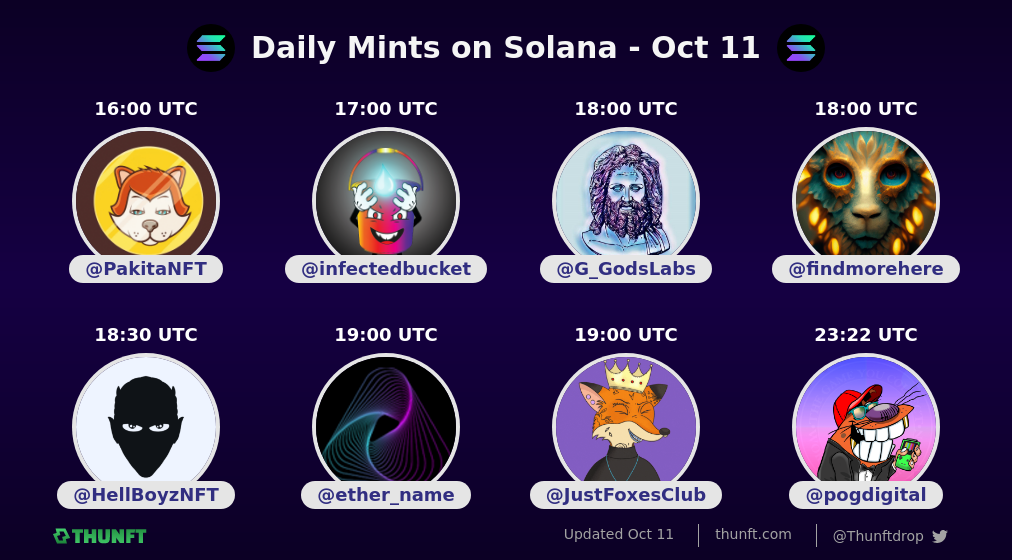 Daily Mints on Solana - Oct 11
16:00 UTC
17:00 UTC
18:00 UTC
18:00 UTC
@PakitaNFT
@infectedbucket
@G_GodsLabs
@findmorehere
18:30 UTC
19:00 UTC
19:00 UTC
23:22 UTC
@HellBoyzNFT
@ether_name
@JustFoxesClub
@pogdigital
THUNFT
Updated Oct 11
thunft.com
@Thunftdrop